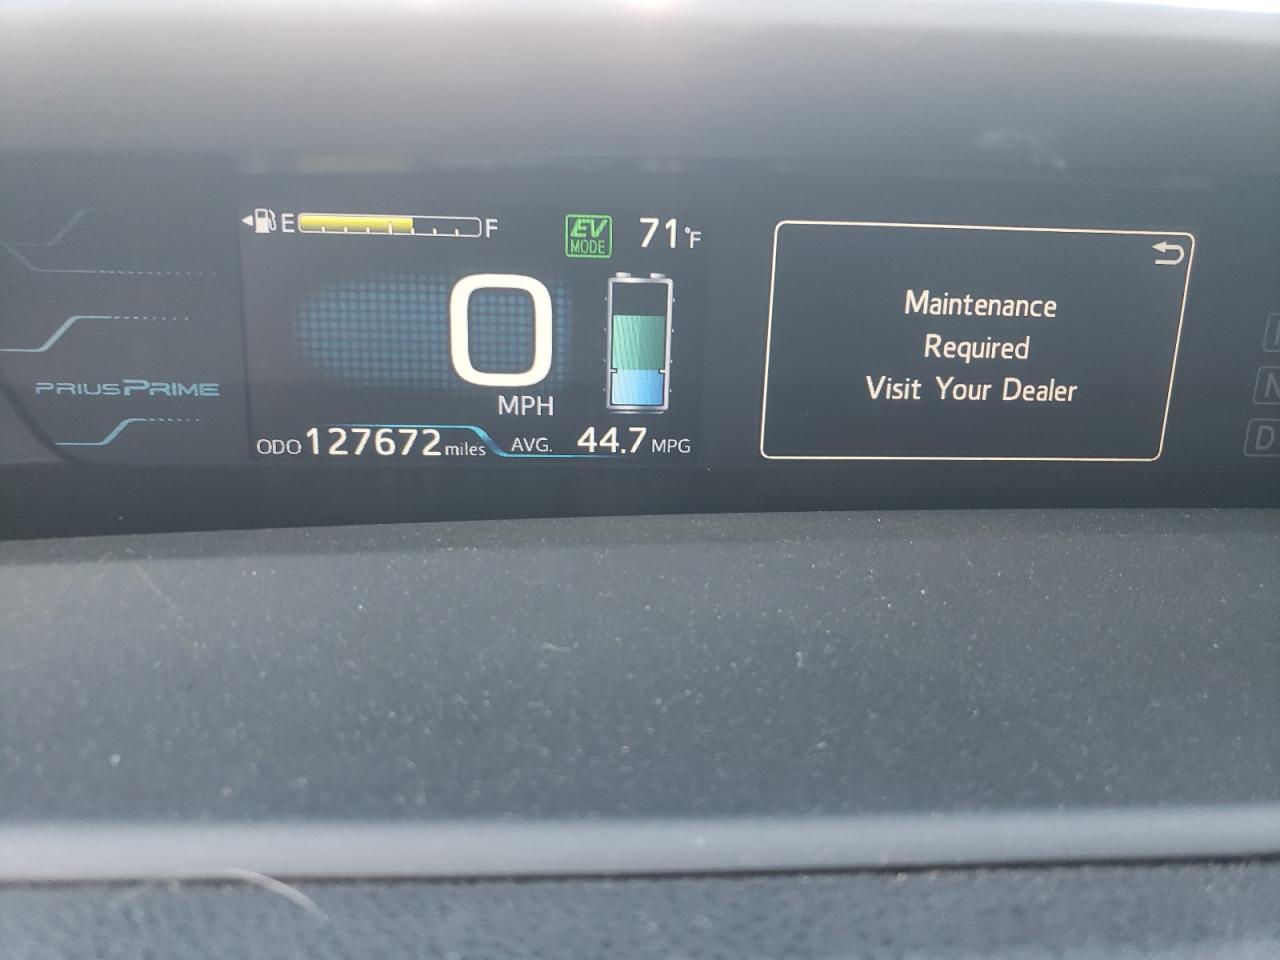 E F
EV
MODE
71°F
0
MPH
PRIUS PRIME
ODO 127672 miles AVG. 44.7 MPG
Maintenance
Required
Visit Your Dealer
N
D